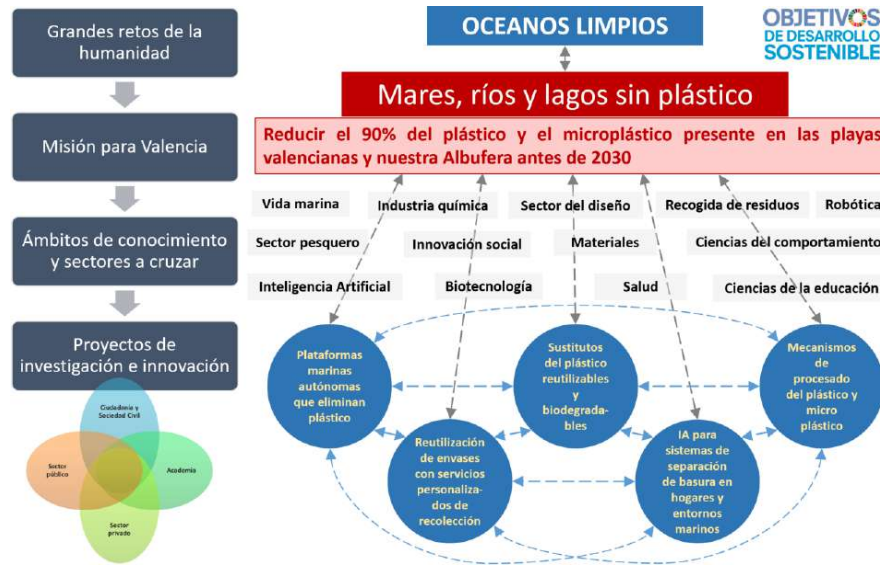 Grandes retos de la
humanidad
Misión para Valencia
Ámbitos de conocimiento
y sectores a cruzar
Proyectos de
investigación e innovación
Ciudadanía y
Sociedad Civil
Sector
público
Academia
Sector
privado
OCEANOS LIMPIOS
OBJETIVOS
DE DESARROLLO
SOSTENIBLE
Mares, ríos y lagos sin plástico
Reducir el 90% del plástico y el microplástico presente en las playas
valencianas y nuestra Albufera antes de 2030
Vida marina
Industria química
Sector del diseño
Recogida de residuos
Robótica
Sector pesquero
Innovación social
Materiales
Ciencias del comportamiento
Inteligencia Artificial
Biotecnología
Salud
Ciencias de la educación
Plataformas
marinas
autónomas
que eliminan
plástico
Sustitutos
del plástico
reutilizables
y
biodegrada-
bles
Mecanismos
de
procesado
del plástico y
micro
plástico
Reutilización
de envases
con servicios
personaliza-
dos de
recolección
IA para
sistemas de
separación
de basura en
hogares y
entornos
marinos